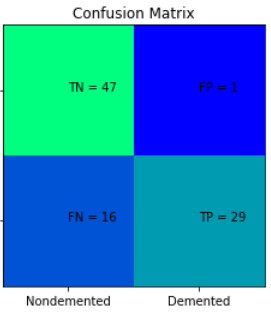 Confusion Matrix
TN = 47 FP = 1
FN = 16 TP = 29
Nondemented Demented